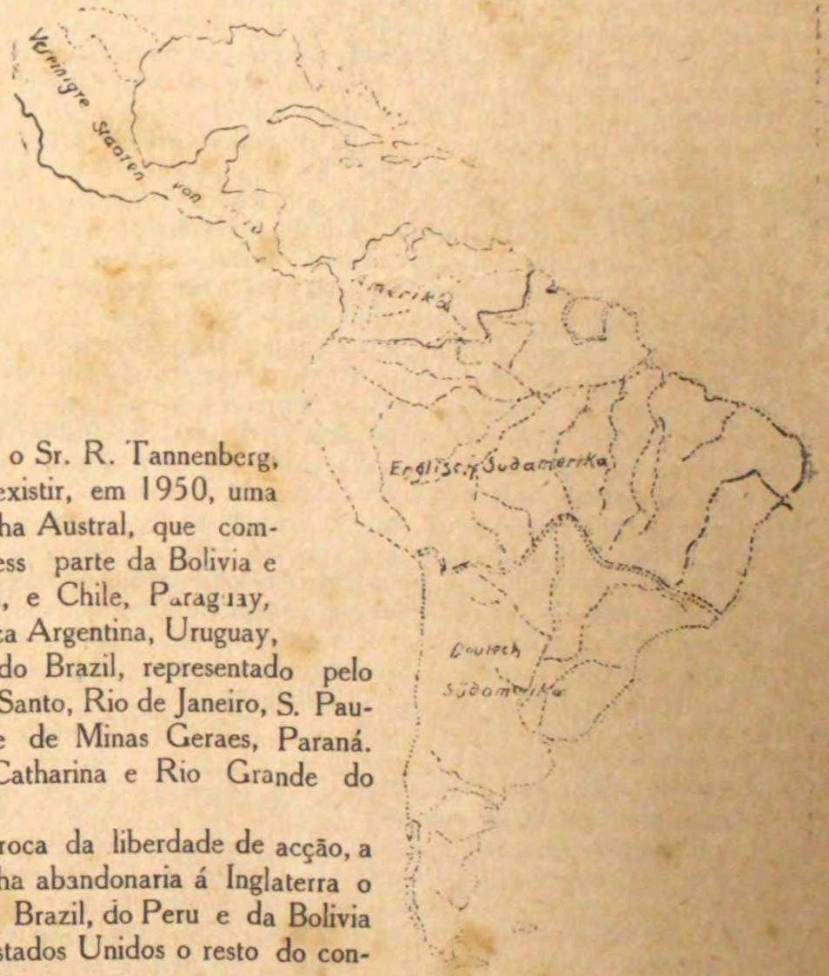 Vereinigte Staaten von
Amerika
Englisch Südamerika
Deutsch
Südamerika
o Sr. R. Tannenberg,
existir, em 1950, uma
ha Austral, que com-
ess parte da Bolivia e
, e Chile, Paraguay,
a Argentina, Uruguay,
do Brazil, representado pelo
Santo, Rio de Janeiro, S. Pau-
e de Minas Geraes, Paraná.
Catharina e Rio Grande do
roca da liberdade de acção, a
ha abandonaria á Inglaterra o
Brazil, do Peru e da Bolivia
stados Unidos o resto do con-